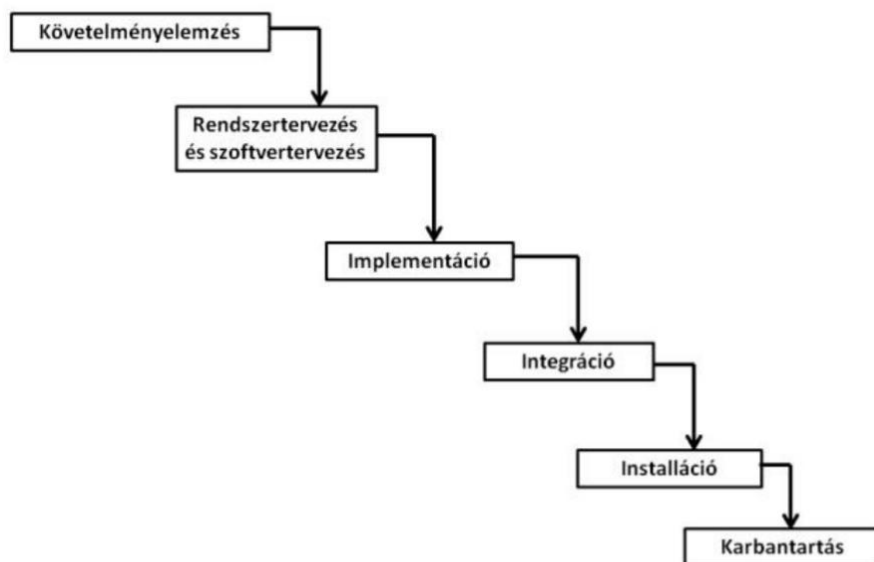 Követelményelemzés
Rendszertervezés
és szoftvertervezés
Implementáció
Integráció
Installáció
Karbantartás